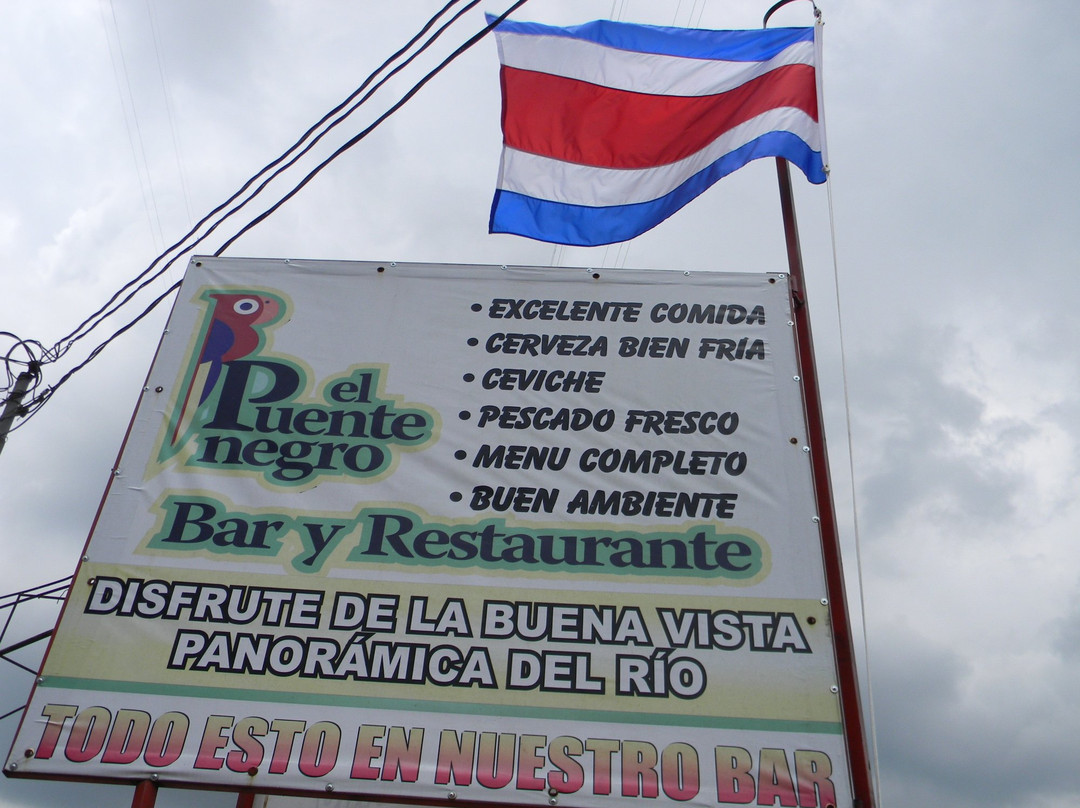 el
Puente
negro
Bar y Restaurante
• EXCELENTE COMIDA
• CERVEZA BIEN FRIA
• CEVICHE
• PESCADO FRESCO
• MENU COMPLETO
• BUEN AMBIENTE
DISFRUTE DE LA BUENA VISTA
PANORÁMICA DEL RÍO
TODO ESTO EN NUESTRO BAR